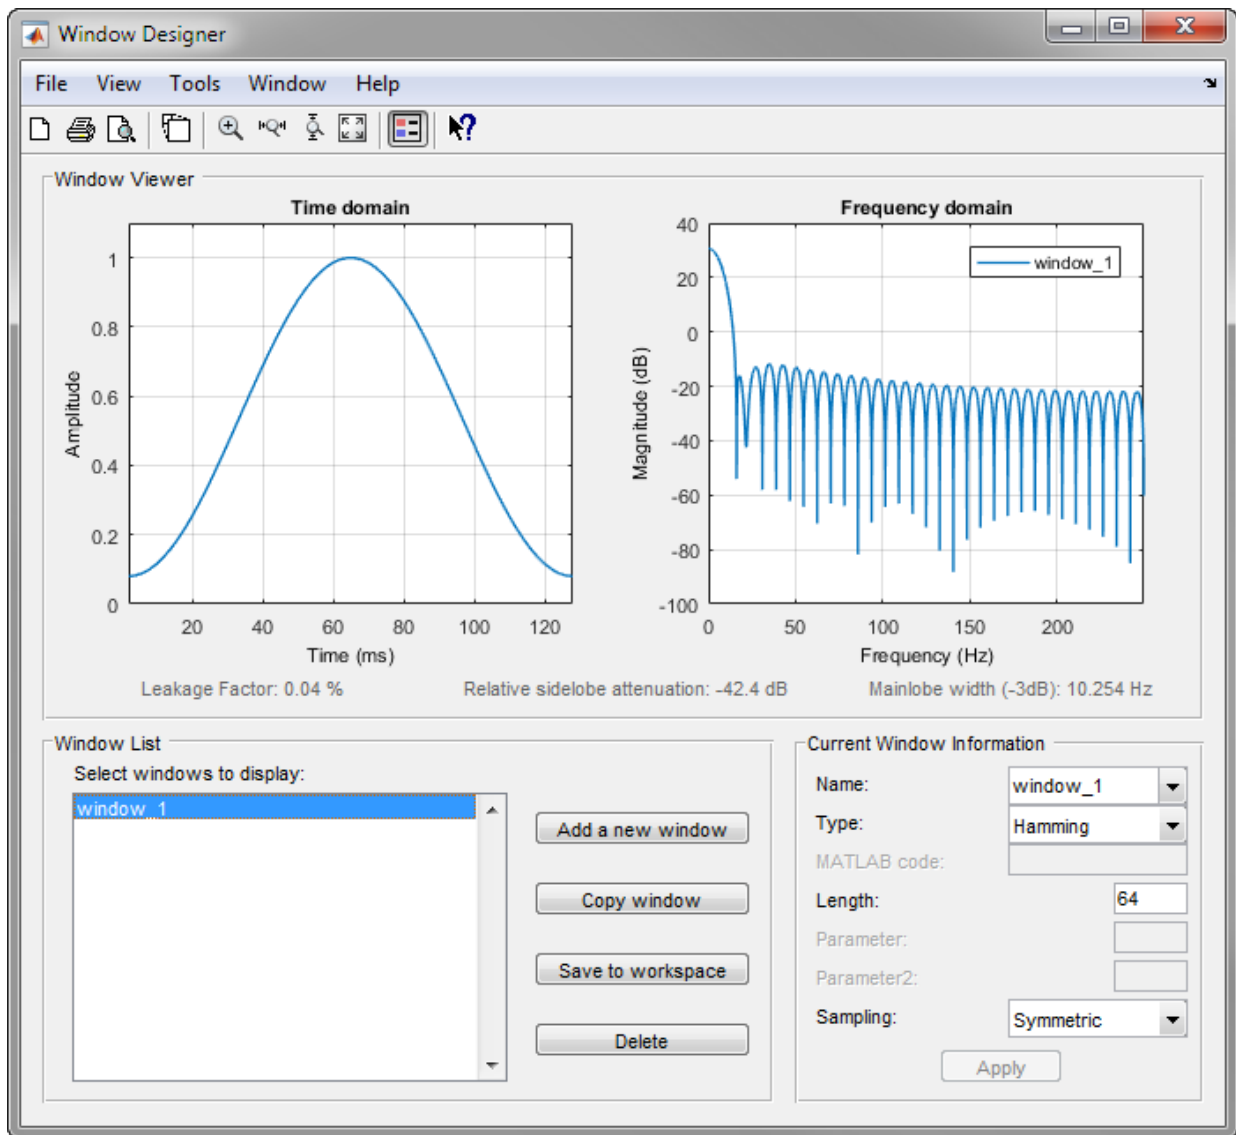 Window Designer
File View Tools Window Help
Window Viewer
Time domain
1
0.8
0.6
0.4
0.2
0
Amplitude
20 40 60 80 100 120
Time (ms)
Frequency domain
window_1
40
20
0
-20
-40
-60
-80
-100
Magnitude (dB)
0 50 100 150 200
Frequency (Hz)
Leakage Factor: 0.04 % Relative sidelobe attenuation: -42.4 dB Mainlobe width (-3dB): 10.254 Hz
Window List
Select windows to display:
window_1
Add a new window
Copy window
Save to workspace
Delete
Current Window Information
Name: window_1
Type: Hamming
MATLAB code:
Length: 64
Parameter:
Parameter2:
Sampling: Symmetric
Apply